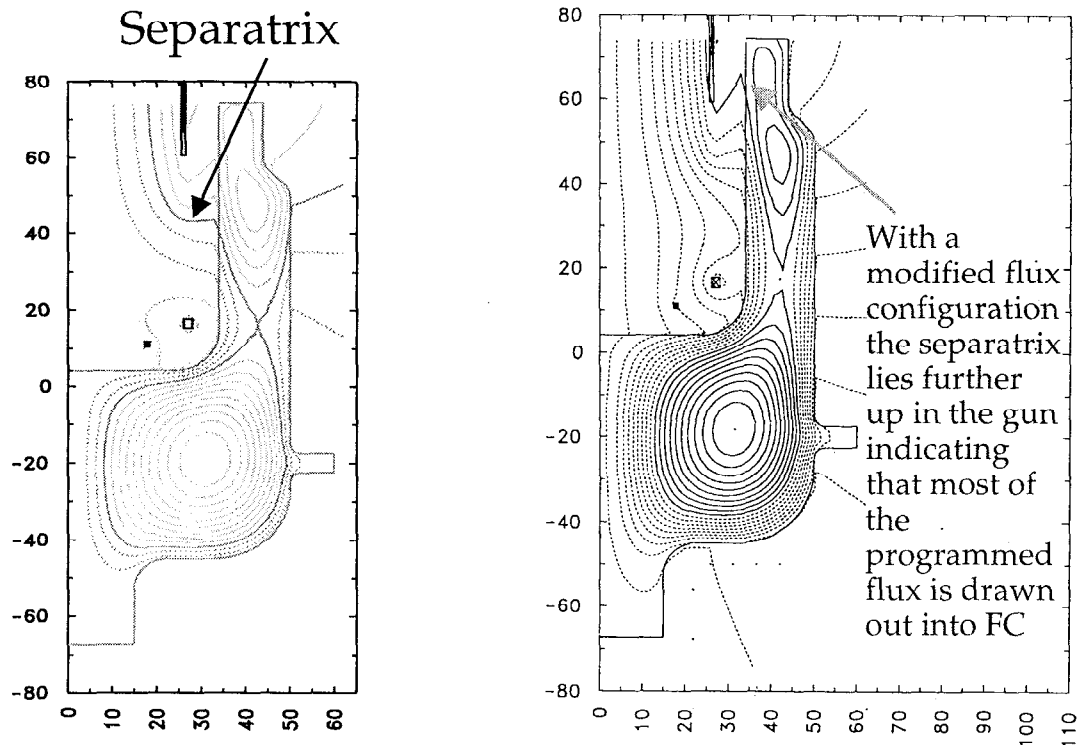 Separatrix
80
60
40
20
0
-20
-40
-60
-80
0 10 20 30 40 50 60
80
60
40
20
0
-20
-40
-60
-80
0 10 20 30 40 50 60 70 80 90 100 110
With a
modified flux
configuration
the separatrix
lies further
up in the gun
indicating
that most of
the
programmed
flux is drawn
out into FC